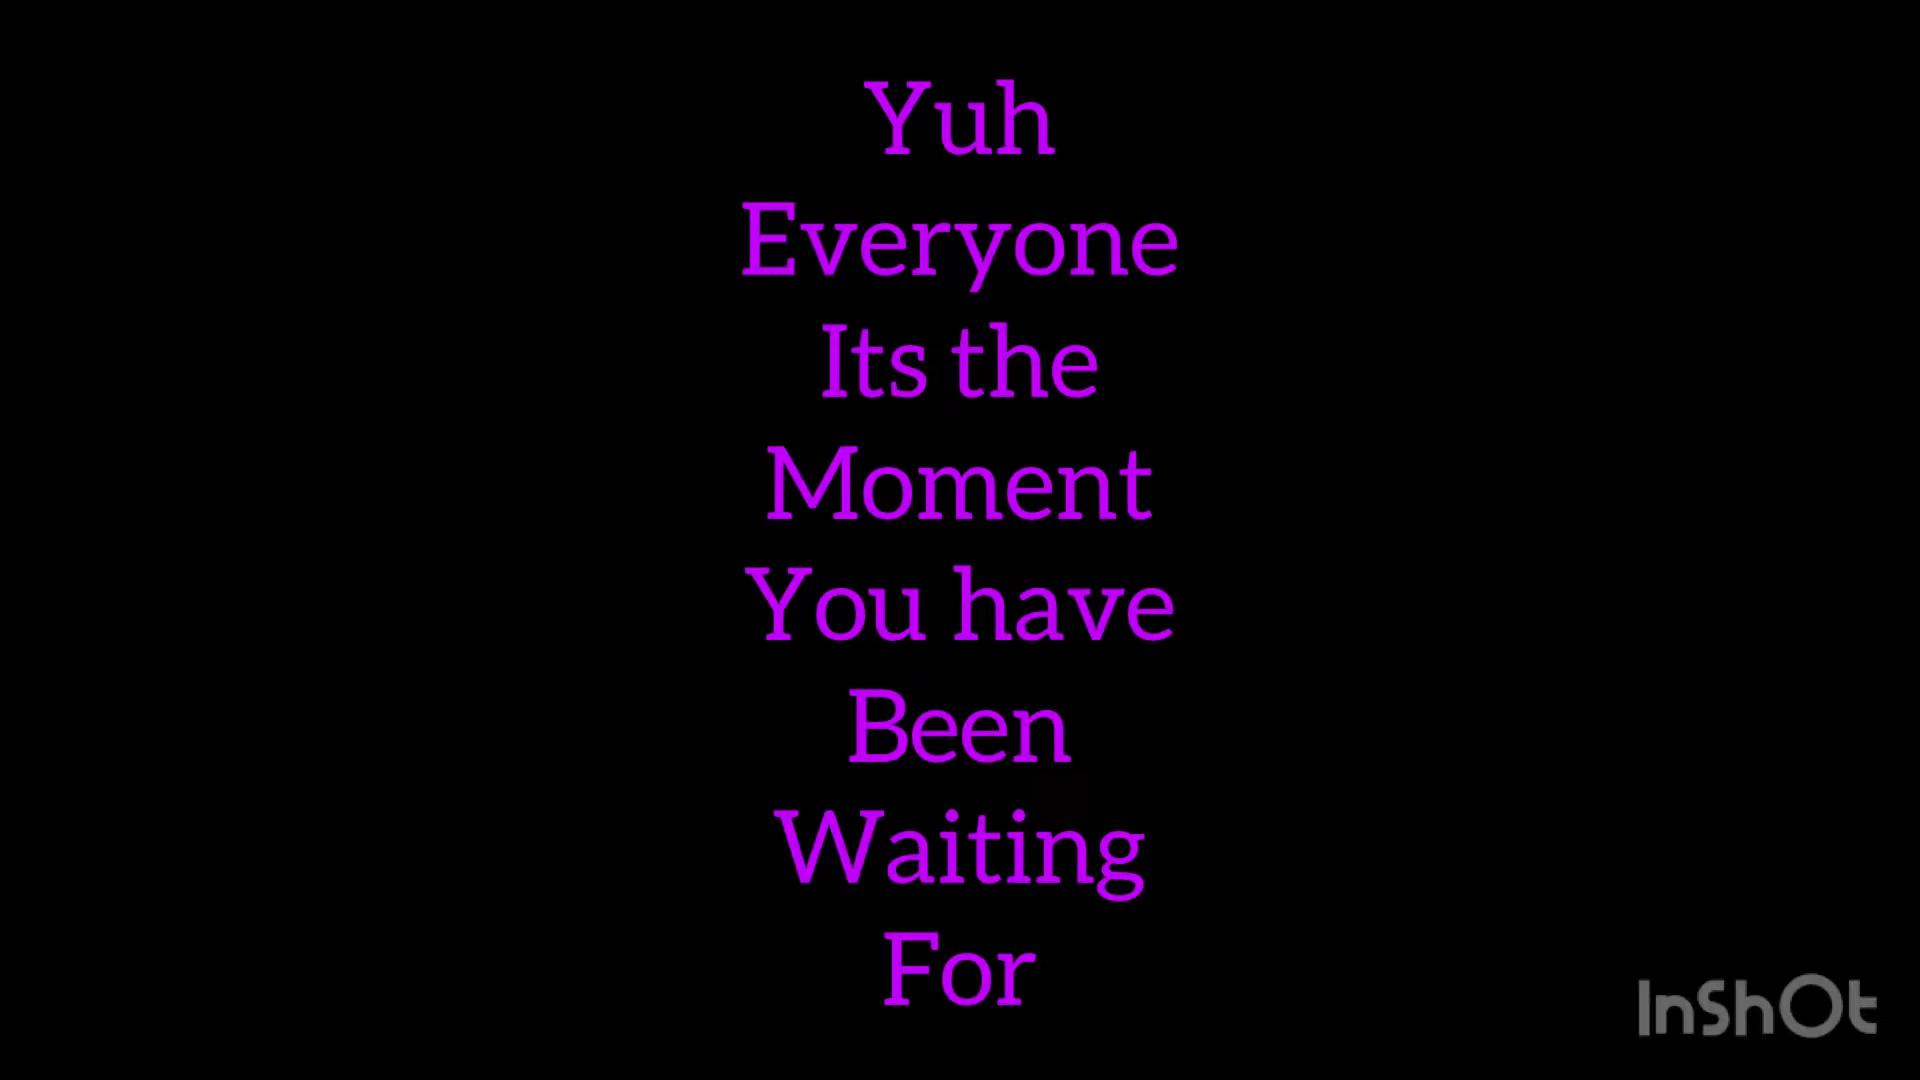 Yuh
Everyone
Its the
Moment
You have
Been
Waiting
For
InShOt